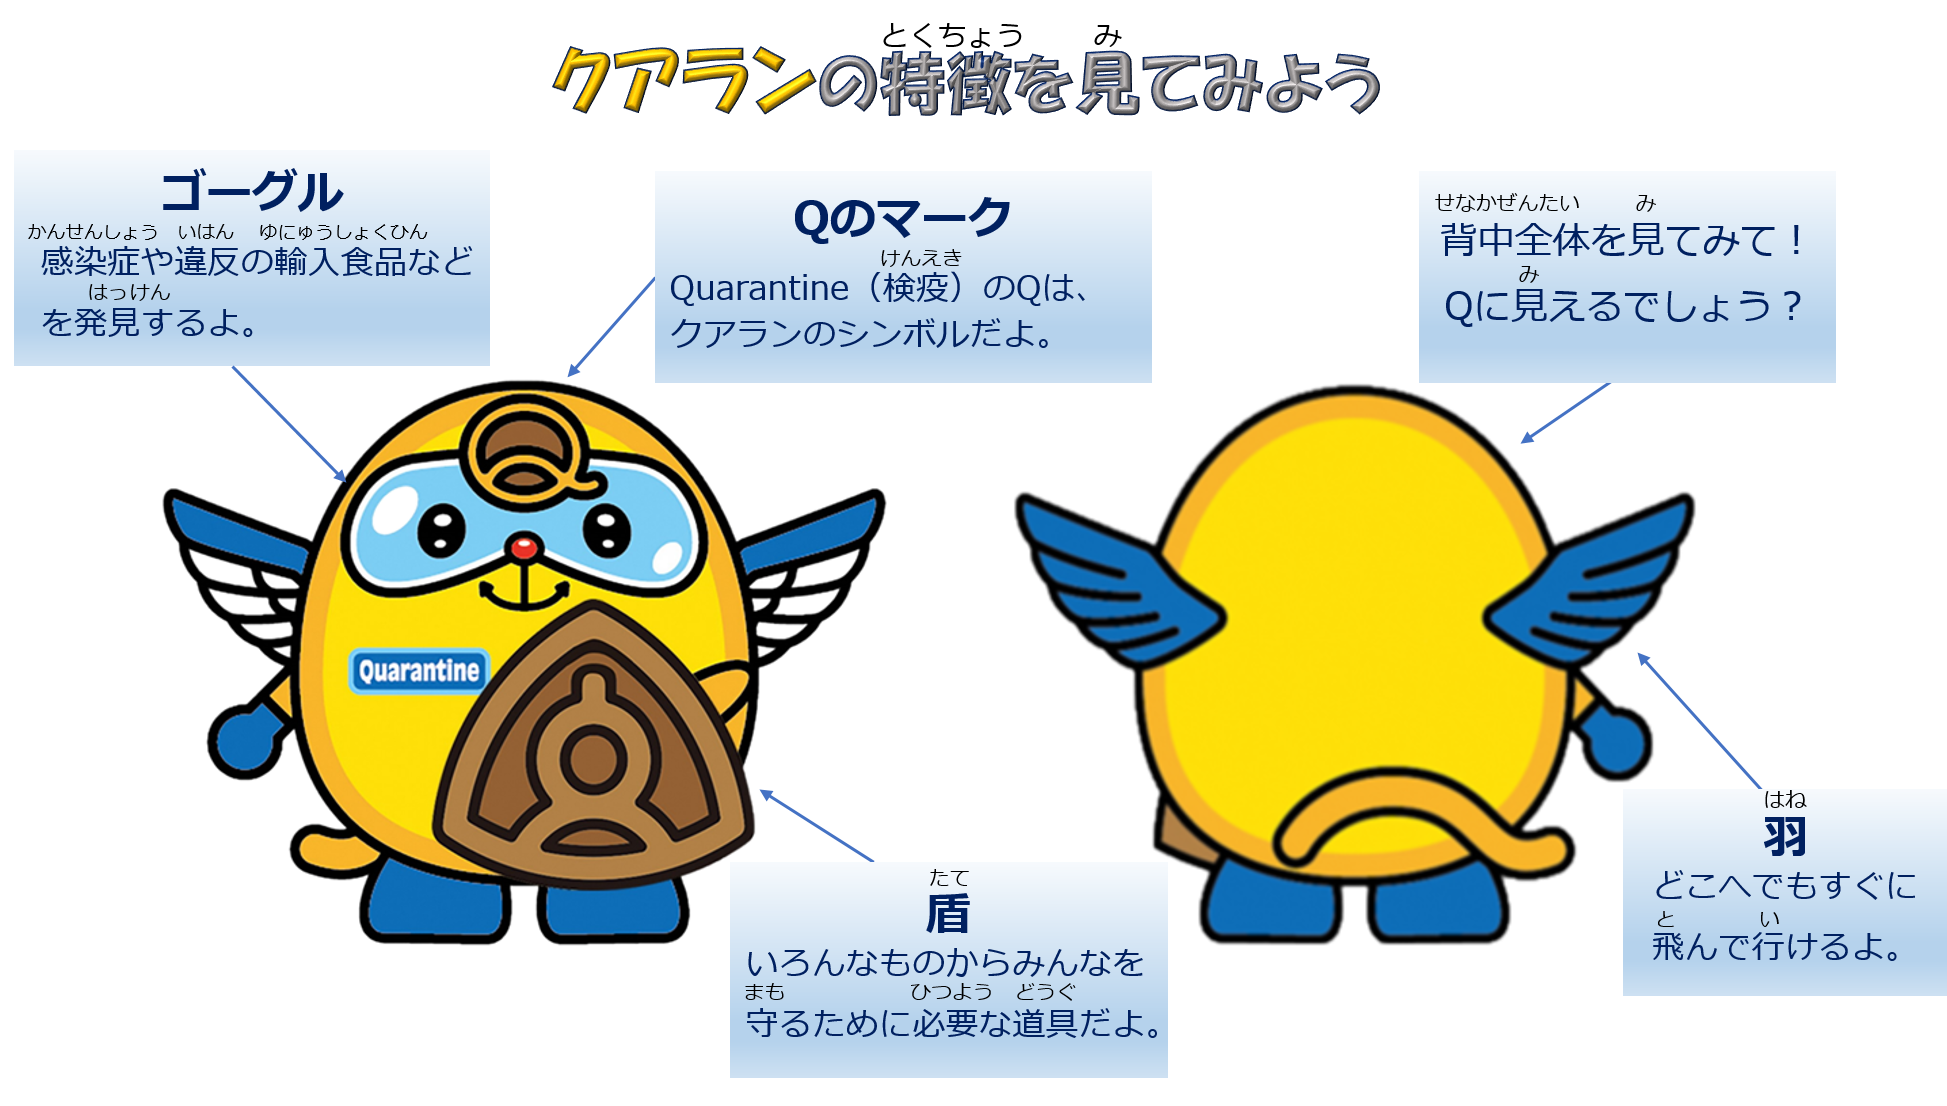 とくちょう み
クアランの特徴を見てみよう
ゴーグル
かんせんしょう いはん ゆにゅうしょくひん
感染症や違反の輸入食品など
はっけん
を発見するよ。
Qのマーク
けんえき
Quarantine（検疫）のQは、
クアランのシンボルだよ。
せなかぜんたい み
背中全体を見てみて！
み
Qに見えるでしょう？
Quarantine
たて
盾
いろんなものからみんなを
まも ひつよう どうぐ
守るために必要な道具だよ。
はね
羽
どこへでもすぐに
と い
飛んで行けるよ。